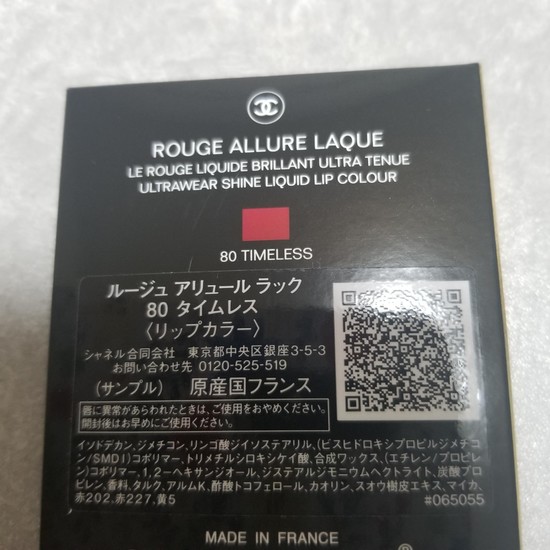 ROUGE ALLURE LAQUE
LE ROUGE LIQUIDE BRILLANT ULTRA TENUE
ULTRAWEAR SHINE LIQUID LIP COLOUR
80 TIMELESS
ルージュ アリュール ラック
80 タイムレス
〈リップカラー〉
シャネル合同会社 東京都中央区銀座3-5-3
お問い合わせ先 0120-525-519
(サンプル) 原産国フランス
唇に異常があらわれたときは、ご使用をおやめください。
開封後はお早めにご使用ください。
イソドデカン、ジメチコン、リンゴ酸ジイソステアリル、(ビスヒドロキシプロピルジメチコン
/SMDI)コポリマー、トリメチルシロキシケイ酸、合成ワックス、(エチレン/プロピレ
ン)コポリマー、1,2-ヘキサンジオール、ジステアルジモニウムヘクトライト、炭酸プロ
ピレン、香料、タルク、アルムK、酢酸トコフェロール、カオリン、スオウ樹皮エキス、マイカ、
赤202、赤227、黄5 #065055
MADE IN FRANCE
®